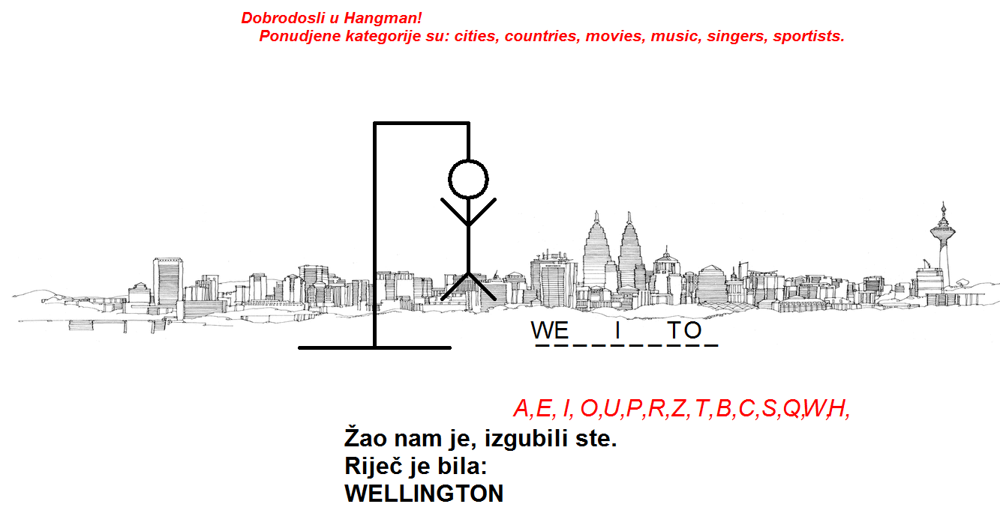 Dobrodosli u Hangman!
Ponudjene kategorije su: cities, countries, movies, music, singers, sportists.
WE I TO
_ _ _ _ _ _ _ _ _ _
A,E, I, O,U,P,R,Z,T,B,C,S,Q,W,H,
Žao nam je, izgubili ste.
Riječ je bila:
WELLINGTON